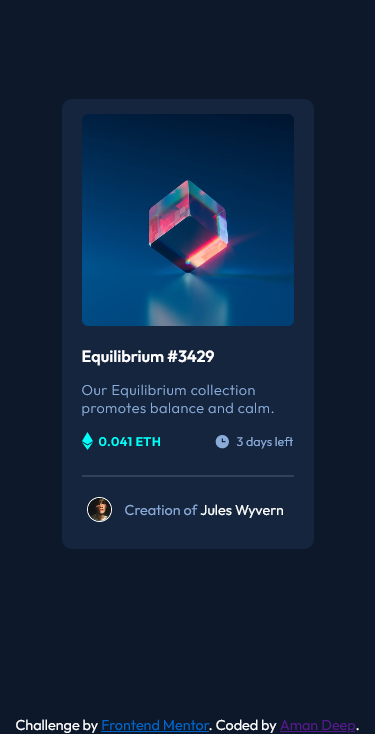 Equilibrium #3429
Our Equilibrium collection
promotes balance and calm.
0.041 ETH
3 days left
Creation of Jules Wyvern
Challenge by Frontend Mentor. Coded by Aman Deep.